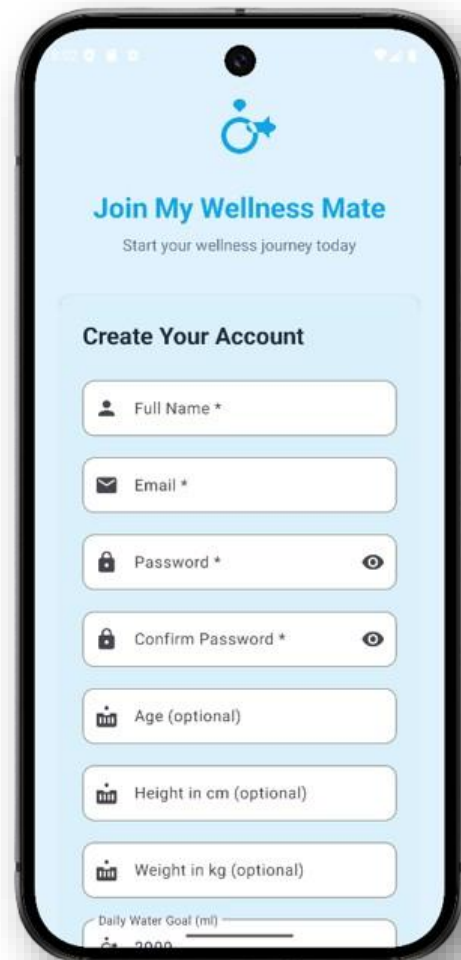 Join My Wellness Mate
Start your wellness journey today
Create Your Account
Full Name *
Email *
Password *
Confirm Password *
Age (optional)
Height in cm (optional)
Weight in kg (optional)
Daily Water Goal (ml)